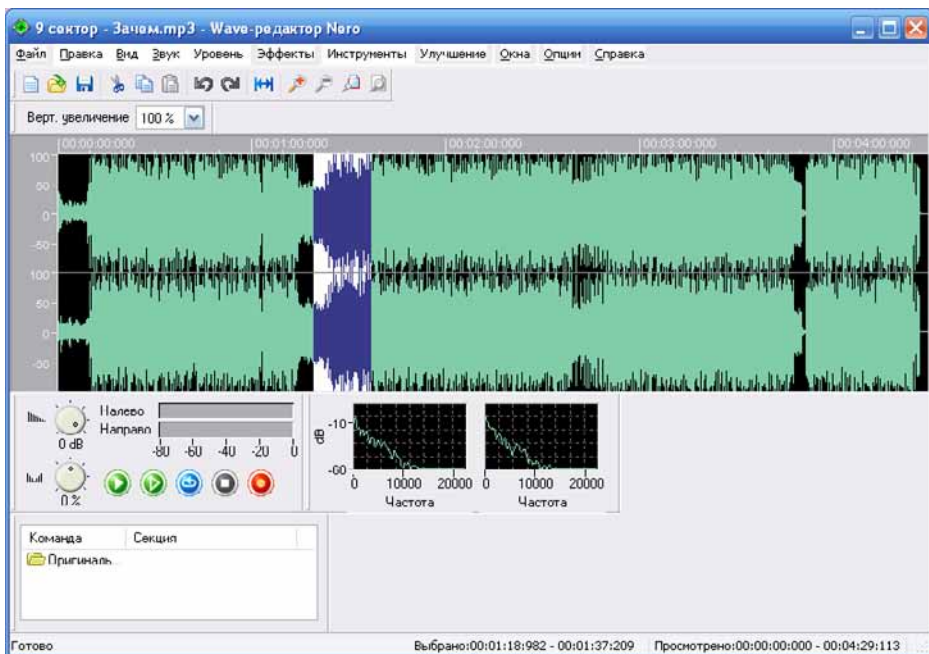 9 сектор - Зачем.mp3 - Wave-редактор Nero
Файл Правка Вид Звук Уровень Эффекты Инструменты Улучшение Окна Опции Справка
Верт. увеличение 100 %
00:00:00:000 00:01:00:000 00:02:00:000 00:03:00:000 00:04:00:000
100
50
0
-50
100
50
0
-50
Налево
Направо
0 dB
-80 -60 -40 -20 0
0 %
dB
-10
-60
0 10000 20000 0 10000 20000
Частота Частота
Команда Секция
Оригиналь..
Готово Выбрано:00:01:18:982 - 00:01:37:209 Просмотрено:00:00:00:000 - 00:04:29:113